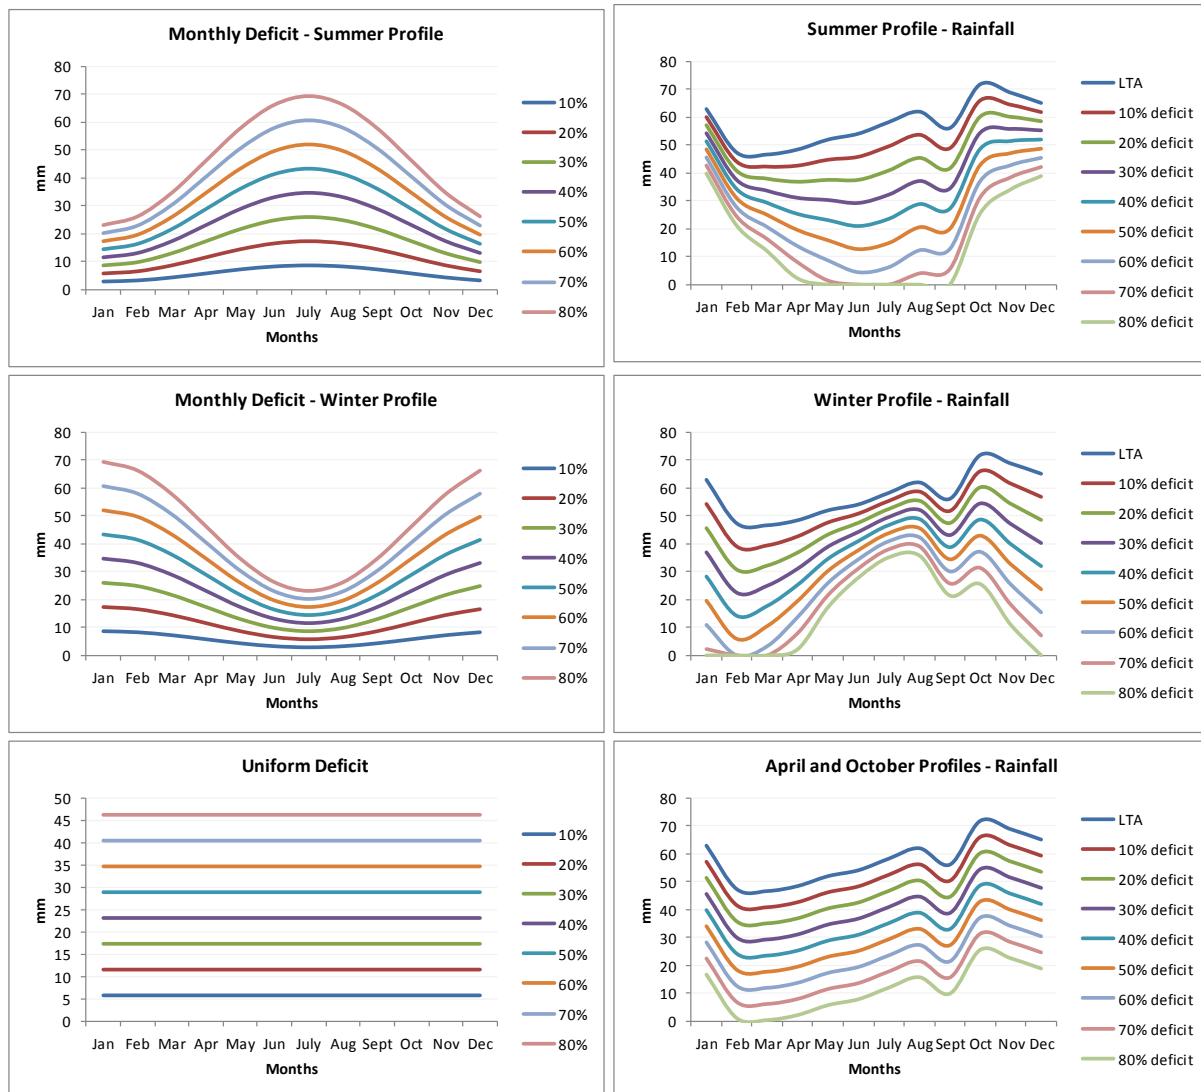 Monthly Deficit - Summer Profile
80
70
60
50
40
30
20
10
0
mm
Jan Feb Mar Apr May Jun July Aug Sept Oct Nov Dec
Months
10%
20%
30%
40%
50%
60%
70%
80%
Summer Profile - Rainfall
80
70
60
50
40
30
20
10
0
mm
Jan Feb Mar Apr May Jun July Aug Sept Oct Nov Dec
Months
LTA
10% deficit
20% deficit
30% deficit
40% deficit
50% deficit
60% deficit
70% deficit
80% deficit
Monthly Deficit - Winter Profile
80
70
60
50
40
30
20
10
0
mm
Jan Feb Mar Apr May Jun July Aug Sept Oct Nov Dec
Months
10%
20%
30%
40%
50%
60%
70%
80%
Winter Profile - Rainfall
80
70
60
50
40
30
20
10
0
mm
Jan Feb Mar Apr May Jun July Aug Sept Oct Nov Dec
Months
LTA
10% deficit
20% deficit
30% deficit
40% deficit
50% deficit
60% deficit
70% deficit
80% deficit
Uniform Deficit
50
45
40
35
30
25
20
15
10
5
0
mm
Jan Feb Mar Apr May Jun July Aug Sept Oct Nov Dec
Months
10%
20%
30%
40%
50%
60%
70%
80%
April and October Profiles - Rainfall
80
70
60
50
40
30
20
10
0
mm
Jan Feb Mar Apr May Jun July Aug Sept Oct Nov Dec
Months
LTA
10% deficit
20% deficit
30% deficit
40% deficit
50% deficit
60% deficit
70% deficit
80% deficit